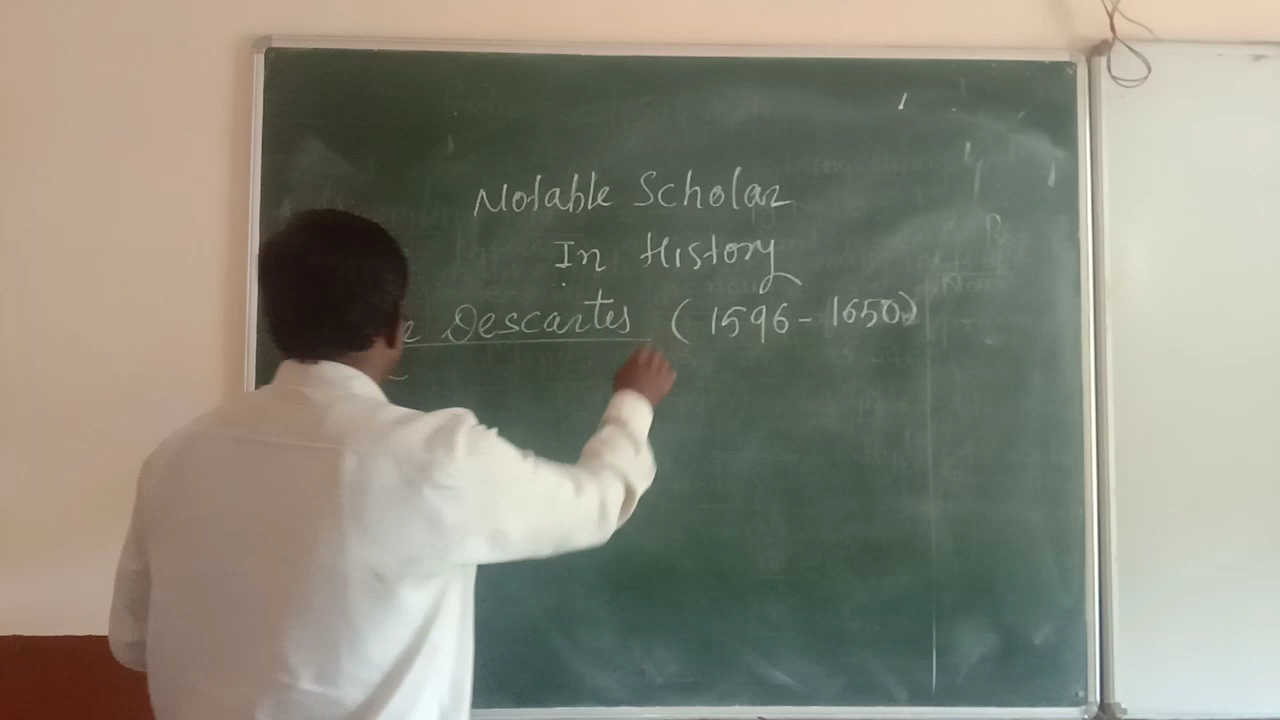 Notable Scholar
In History
e Descartes (1596 - 1650)